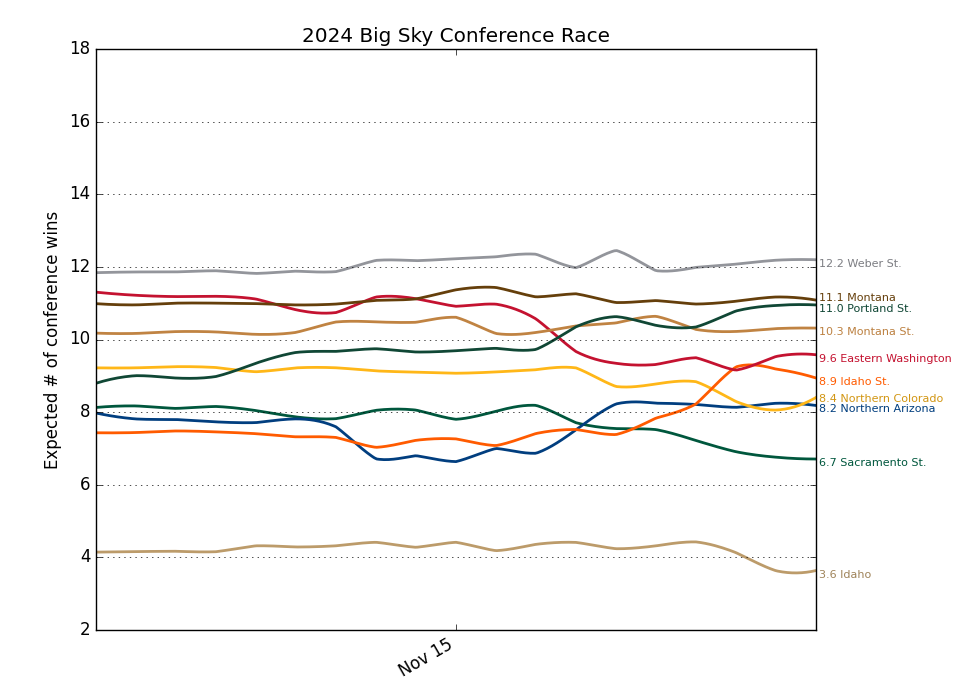 2024 Big Sky Conference Race
Expected # of conference wins
18
16
14
12
10
8
6
4
2
Nov 15
12.2 Weber St.
11.1 Montana
11.0 Portland St.
10.3 Montana St.
9.6 Eastern Washington
8.9 Idaho St.
8.4 Northern Colorado
8.2 Northern Arizona
6.7 Sacramento St.
3.6 Idaho